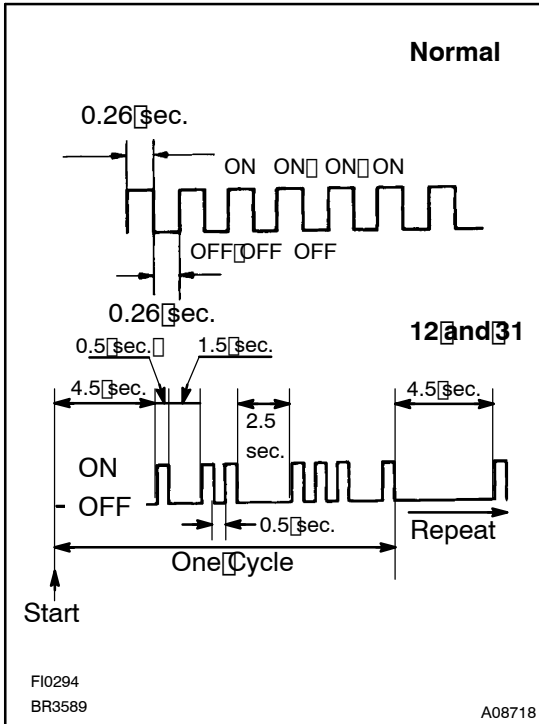 Normal
0.26 sec.
ON ON ON ON
OFF OFF OFF
0.26 sec.
12 and 31
0.5 sec. 1.5 sec.
4.5 sec. 4.5 sec.
2.5
sec.
ON
OFF
0.5 sec.
Repeat
One Cycle
Start
FI0294
BR3589
A08718